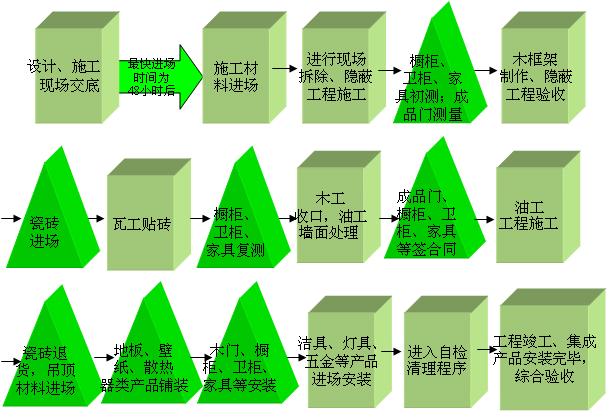 设计、施工
现场交底
最快进场
时间为
48小时后
施工材
料进场
进行现场
拆除、隐蔽
工程施工
橱柜、
卫柜、家
具初测；成
品门测量
木框架
制作、隐蔽
工程验收
瓷砖
进场
瓦工贴砖
橱柜、
卫柜、
家具复测
木工
收口，油工
墙面处理
成品门、
橱柜、卫
柜、家具
等签合同
油工
工程施工
瓷砖退
货，吊顶
材料进场
地板、壁
纸、散热
器类产品铺装
木门、橱
柜、卫柜、
家具等安装
洁具、灯具、
五金等产品
进场安装
进入自检
清理程序
工程竣工、集成
产品安装完毕，
综合验收